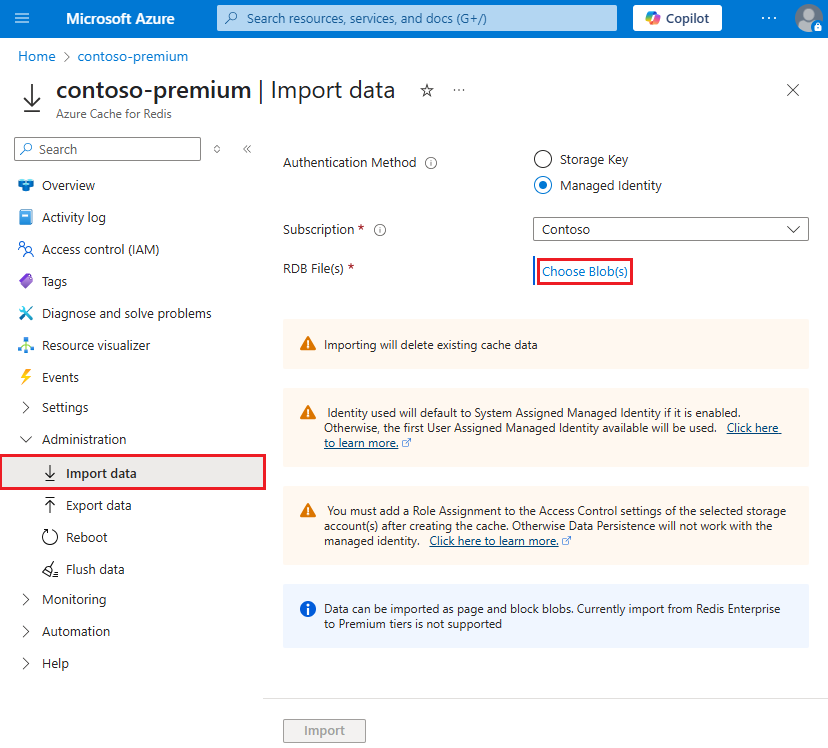 Microsoft Azure
Search resources, services, and docs (G+/)
Copilot
Home > contoso-premium
contoso-premium | Import data
Azure Cache for Redis
Search
Overview
Activity log
Access control (IAM)
Tags
Diagnose and solve problems
Resource visualizer
Events
Settings
Administration
Import data
Export data
Reboot
Flush data
Monitoring
Automation
Help
Authentication Method
Storage Key
Managed Identity
Subscription *
Contoso
RDB File(s) *
Choose Blob(s)
Importing will delete existing cache data
Identity used will default to System Assigned Managed Identity if it is enabled.
Otherwise, the first User Assigned Managed Identity available will be used. Click here
to learn more.
You must add a Role Assignment to the Access Control settings of the selected storage
account(s) after creating the cache. Otherwise Data Persistence will not work with the
managed identity. Click here to learn more.
Data can be imported as page and block blobs. Currently import from Redis Enterprise
to Premium tiers is not supported
Import